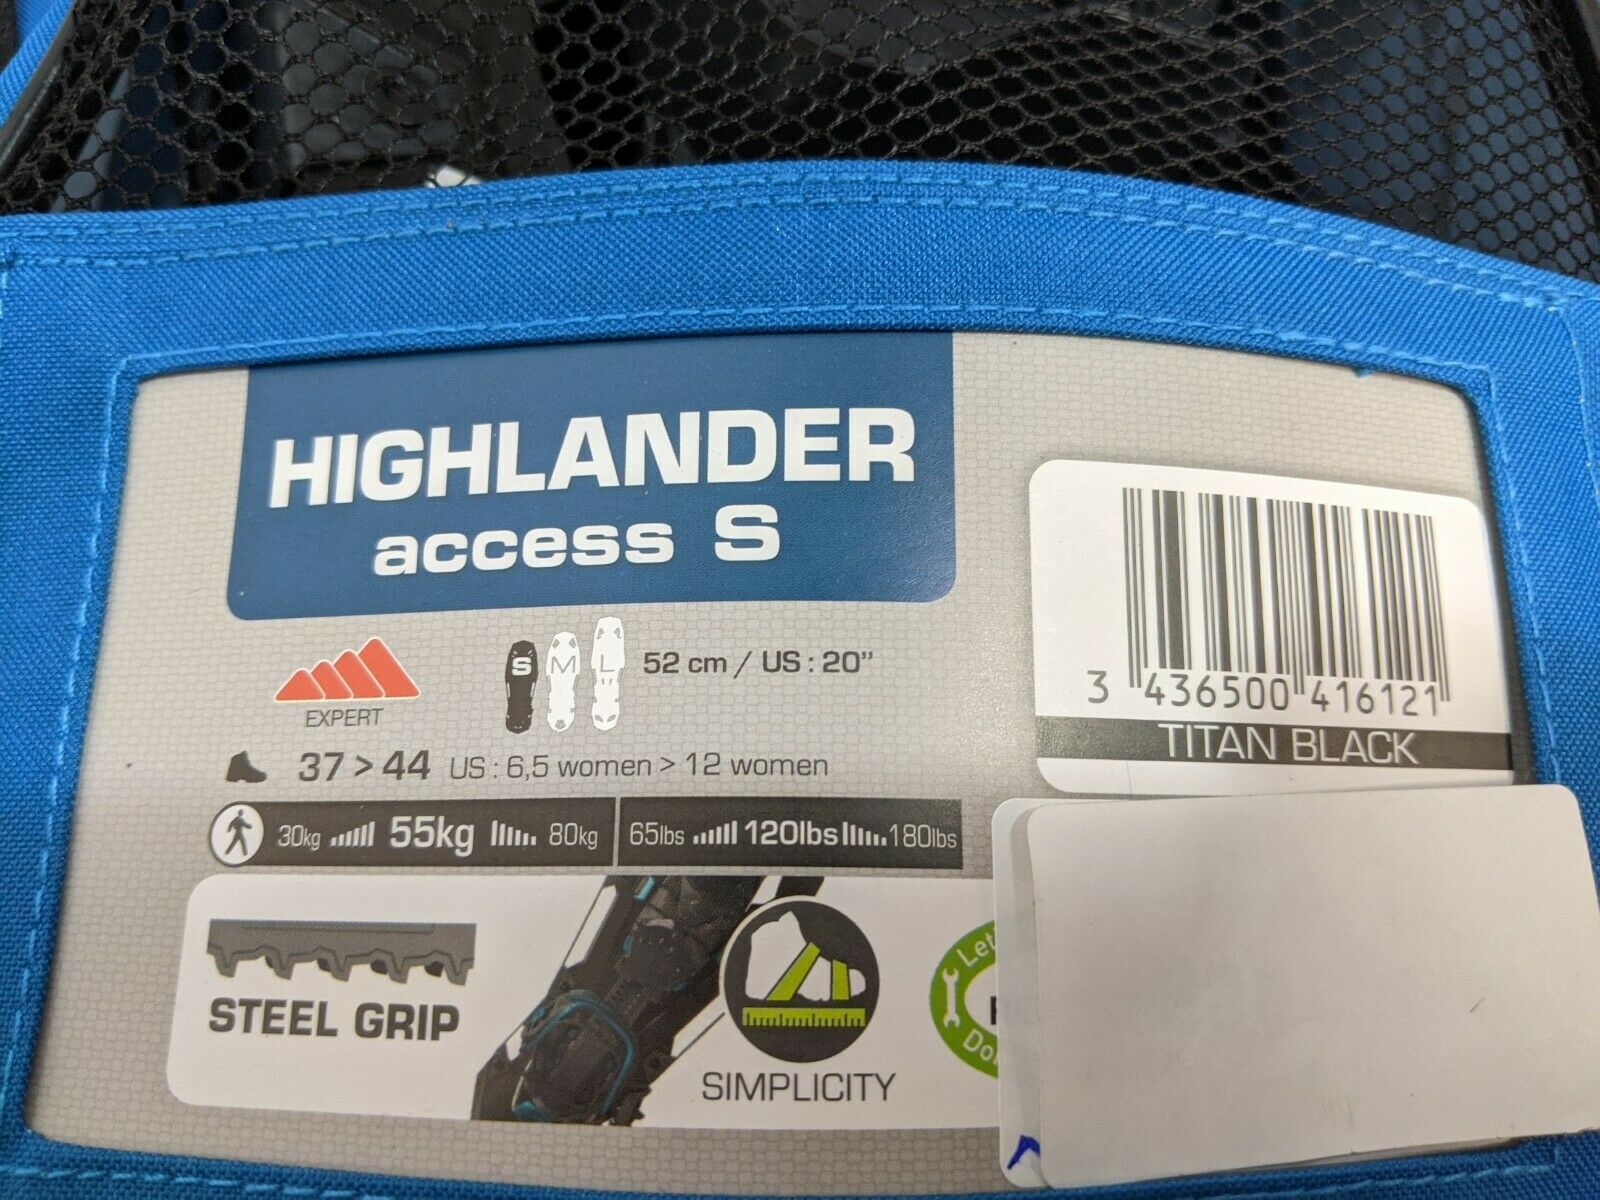 HIGHLANDER
access S
EXPERT
S M L 52 cm / US : 20"
37 > 44 US : 6,5 women > 12 women
30kg 55kg 80kg 65lbs 120lbs 180lbs
STEEL GRIP
SIMPLICITY
3 436500 416121
TITAN BLACK